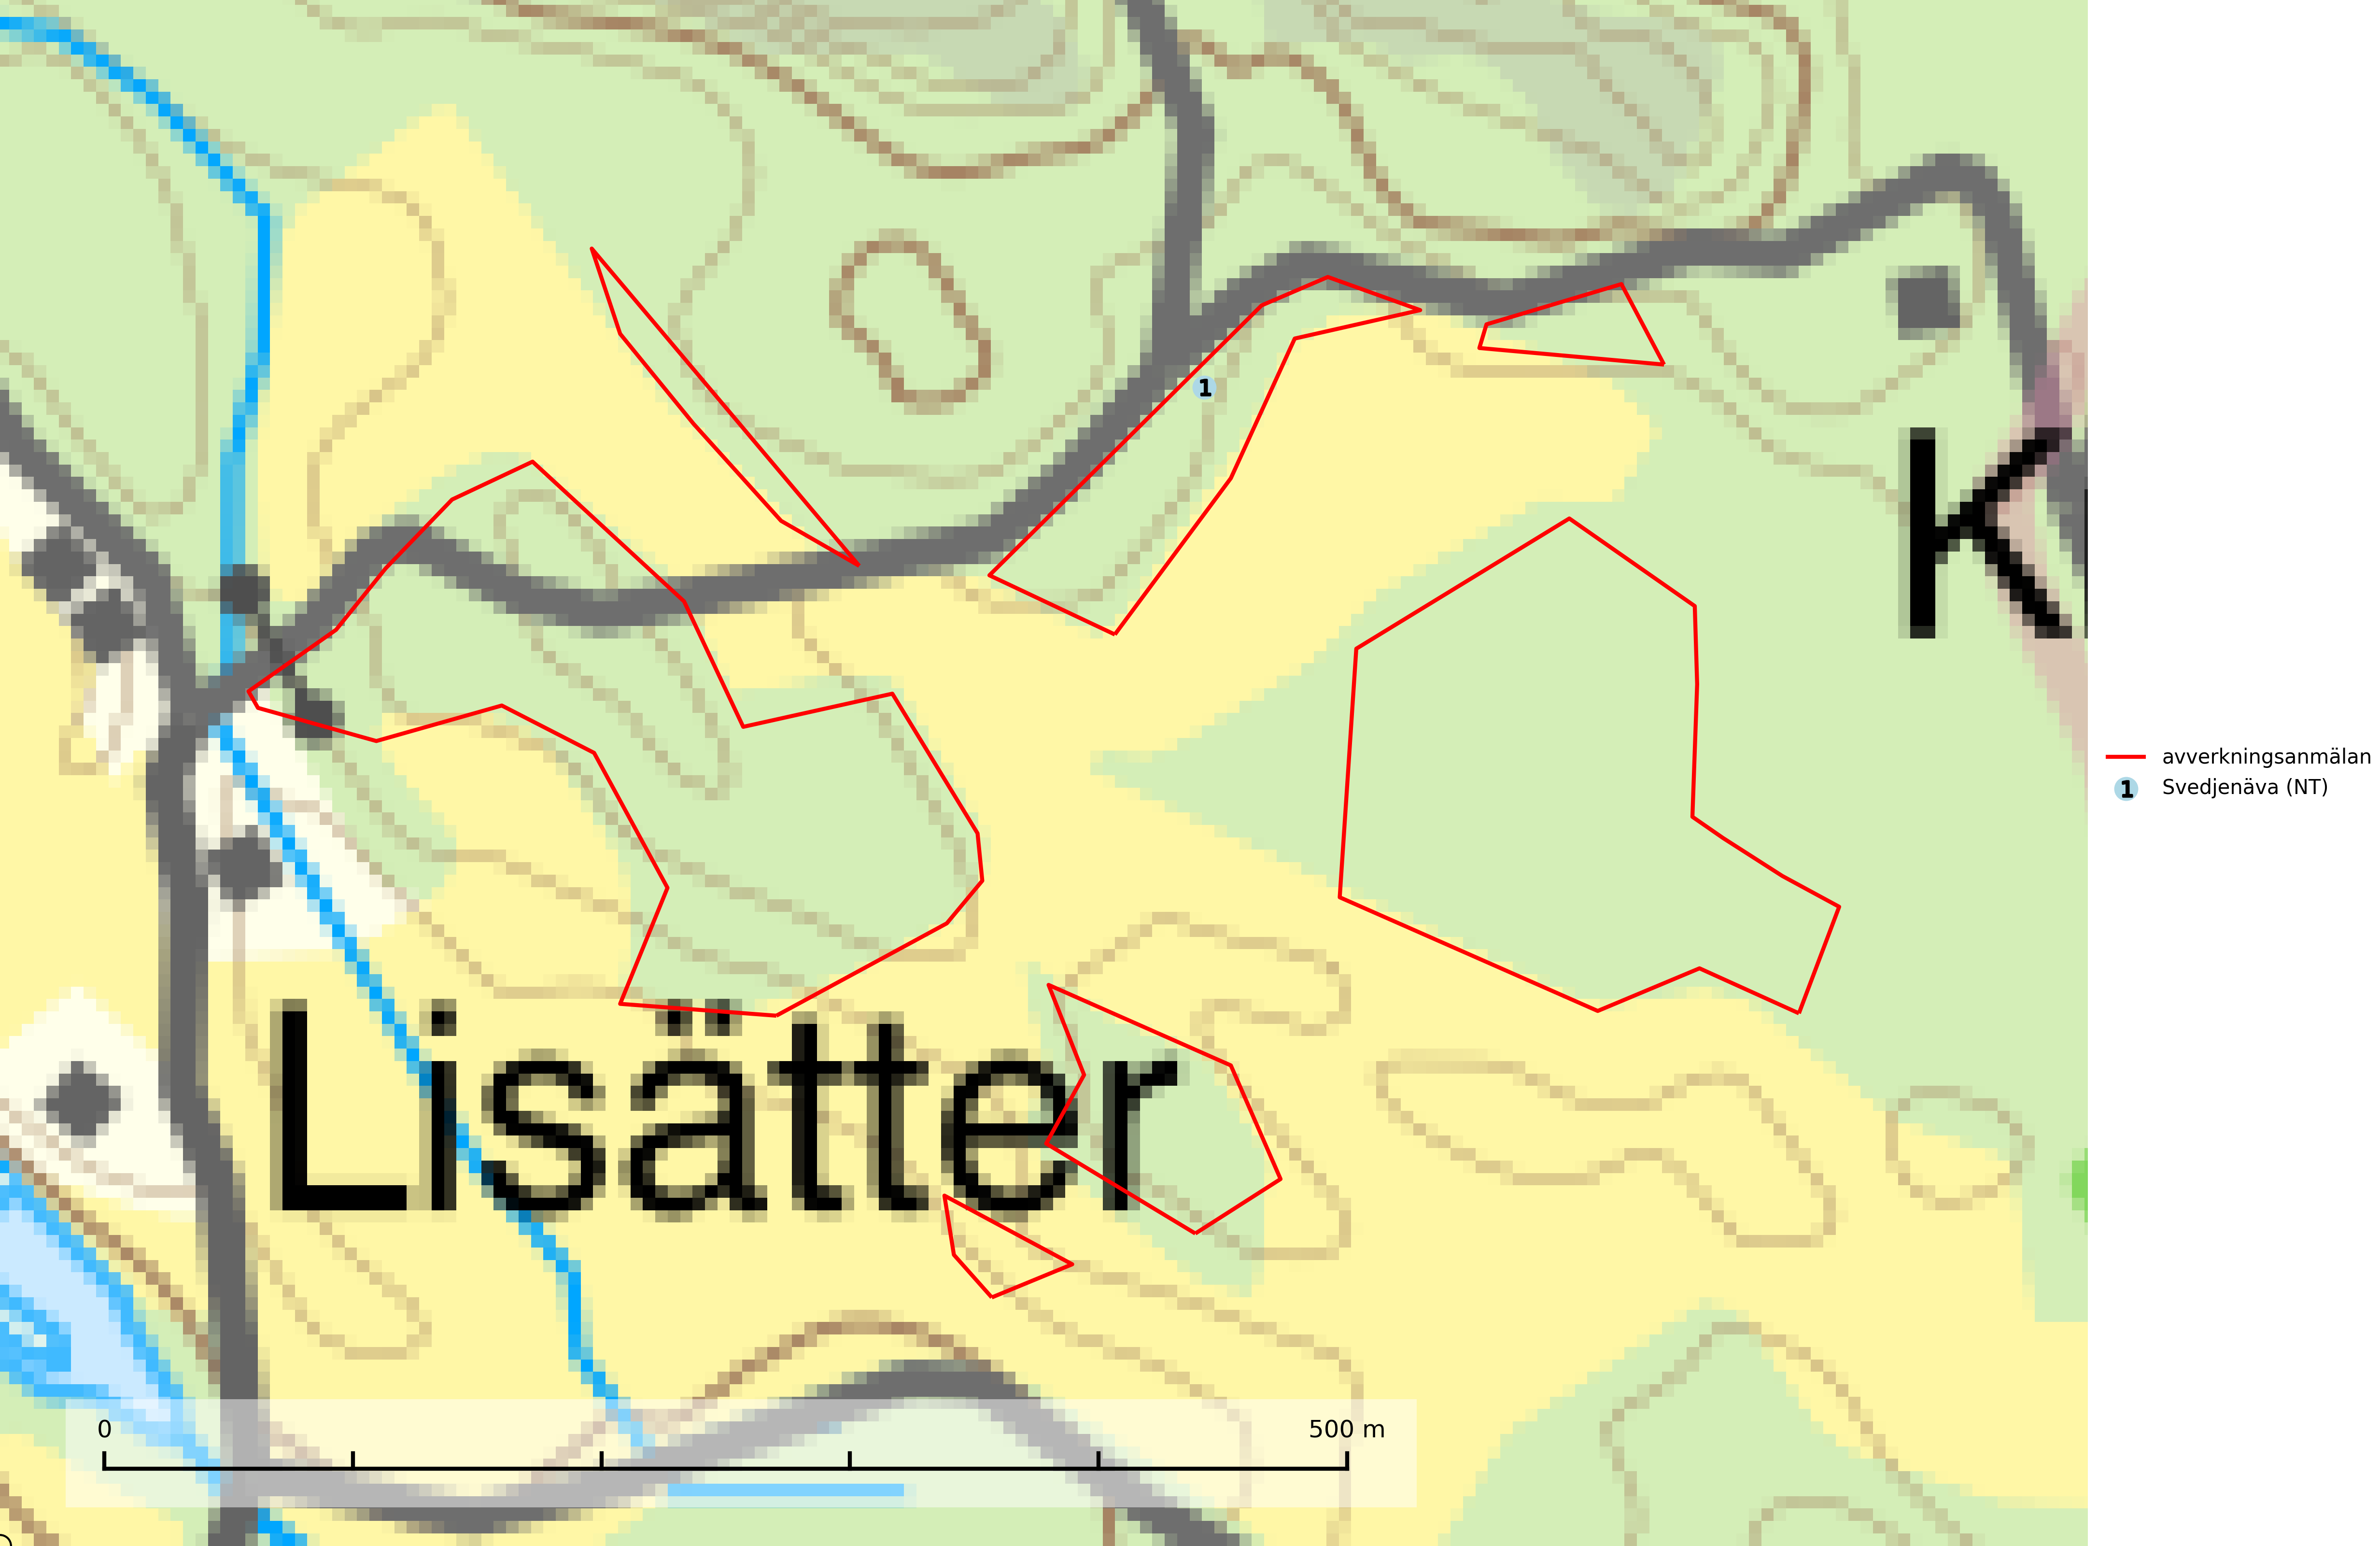 1
K
avverkningsanmälan
1 Svedjenäva (NT)
Lisätter
0 500 m